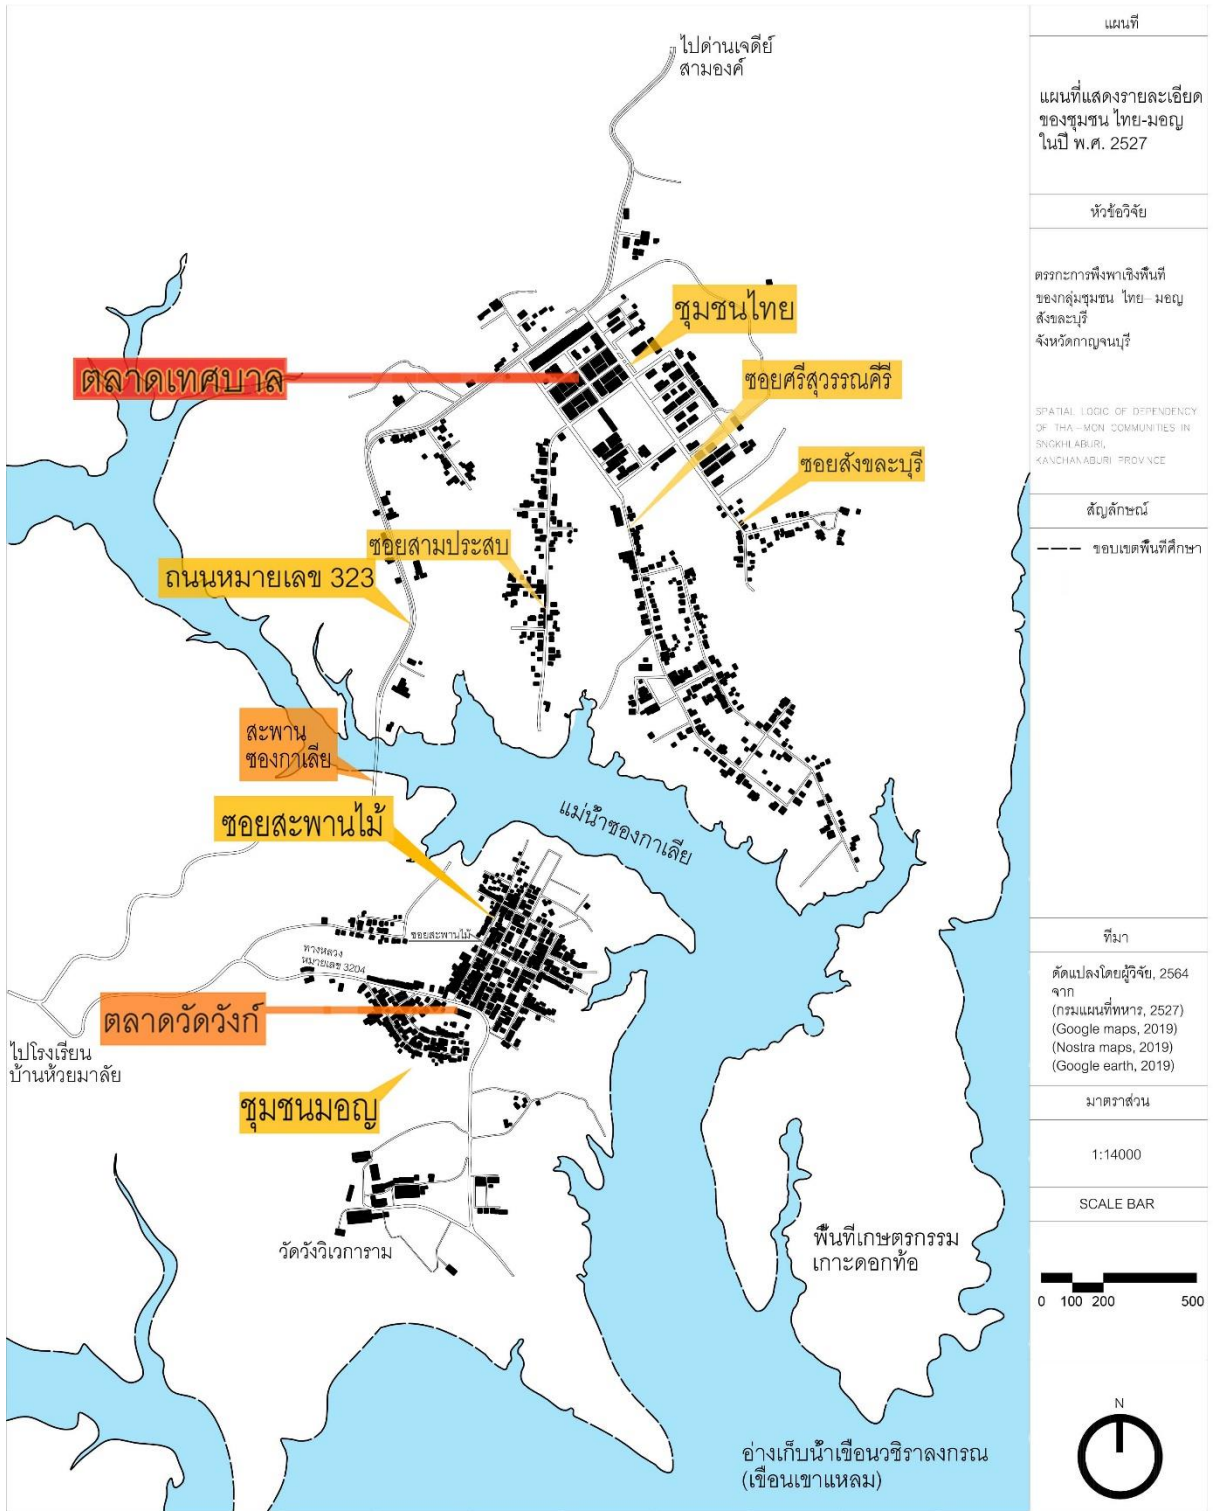 ไปด่านเจดีย์
สามองค์
ชุมชนไทย
ตลาดเทศบาล
ซอยศรีสุวรรณคีรี
ซอยสังขละบุรี
ซอยสามประสบ
ถนนหมายเลข 323
สะพาน
ซองกาเลีย
ซอยสะพานไม้
แม่น้ำซองกาเลีย
ซอยสะพานไม้
ทางหลวง
หมายเลข 3204
ตลาดวัดวังก์
ไปโรงเรียน
บ้านห้วยมาลัย
ชุมชนมอญ
วัดวังวิเวการาม
พื้นที่เกษตรกรรม
เกาะดอกท้อ
อ่างเก็บน้ำเขื่อนวชิราลงกรณ
(เขื่อนเขาแหลม)
แผนที่
แผนที่แสดงรายละเอียด
ของชุมชน ไทย-มอญ
ในปี พ.ศ. 2527
หัวข้อวิจัย
ตรรกะการพึ่งพาเชิงพื้นที่
ของกลุ่มชุมชน ไทย– มอญ
สังขละบุรี
จังหวัดกาญจนบุรี
SPATIAL LOGIC OF DEPENDENCY
OF THAI–MON COMMUNITIES IN
SNGKHLABURI,
KANCHANABURI PROVINCE
สัญลักษณ์
ขอบเขตพื้นที่ศึกษา
ที่มา
ดัดแปลงโดยผู้วิจัย, 2564
จาก
(กรมแผนที่ทหาร, 2527)
(Google maps, 2019)
(Nostra maps, 2019)
(Google earth, 2019)
มาตราส่วน
1:14000
SCALE BAR
0 100 200 500
N